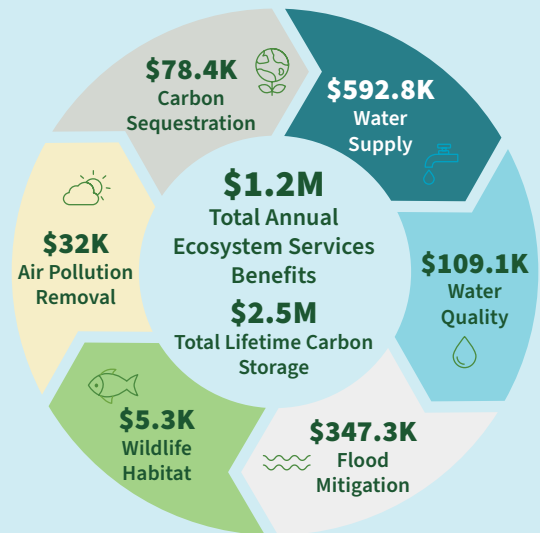 $78.4K
Carbon
Sequestration
$592.8K
Water
Supply
$1.2M
Total Annual
Ecosystem Services
Benefits
$2.5M
Total Lifetime Carbon
Storage
$32K
Air Pollution
Removal
$109.1K
Water
Quality
$5.3K
Wildlife
Habitat
$347.3K
Flood
Mitigation